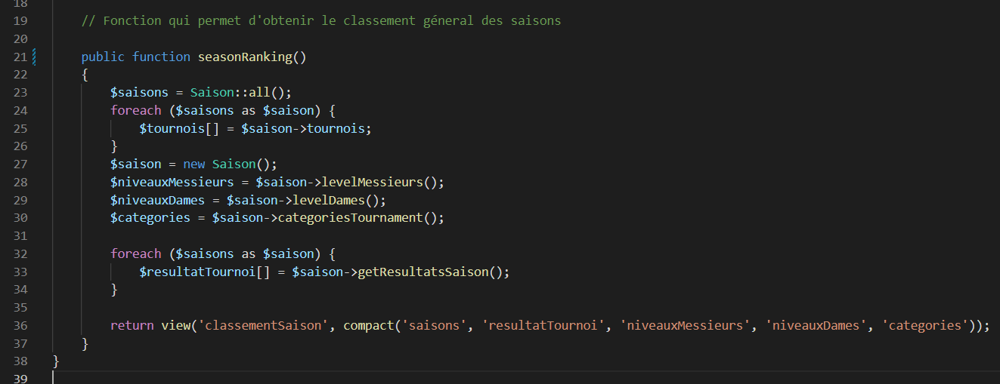 18
19 // Fonction qui permet d'obtenir le classement géneral des saisons
20
21 public function seasonRanking()
22 {
23 $saisons = Saison::all();
24 foreach ($saisons as $saison) {
25 $tournois[] = $saison->tournois;
26 }
27 $saison = new Saison();
28 $niveauxMessieurs = $saison->levelMessieurs();
29 $niveauxDames = $saison->levelDames();
30 $categories = $saison->categoriesTournament();
31
32 foreach ($saisons as $saison) {
33 $resultatTournoi[] = $saison->getResultatsSaison();
34 }
35
36 return view('classementSaison', compact('saisons', 'resultatTournoi', 'niveauxMessieurs', 'niveauxDames', 'categories'));
37 }
38 }
39